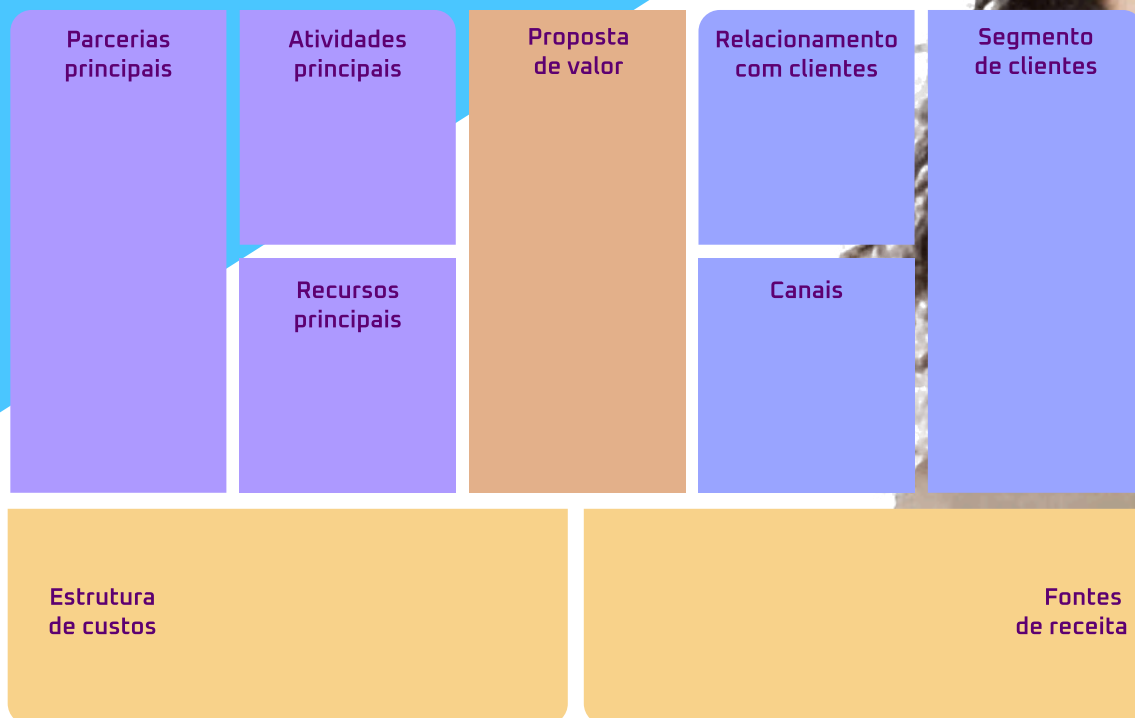 Parcerias
principais
Atividades
principais
Proposta
de valor
Relacionamento
com clientes
Segmento
de clientes
Recursos
principais
Canais
Estrutura
de custos
Fontes
de receita